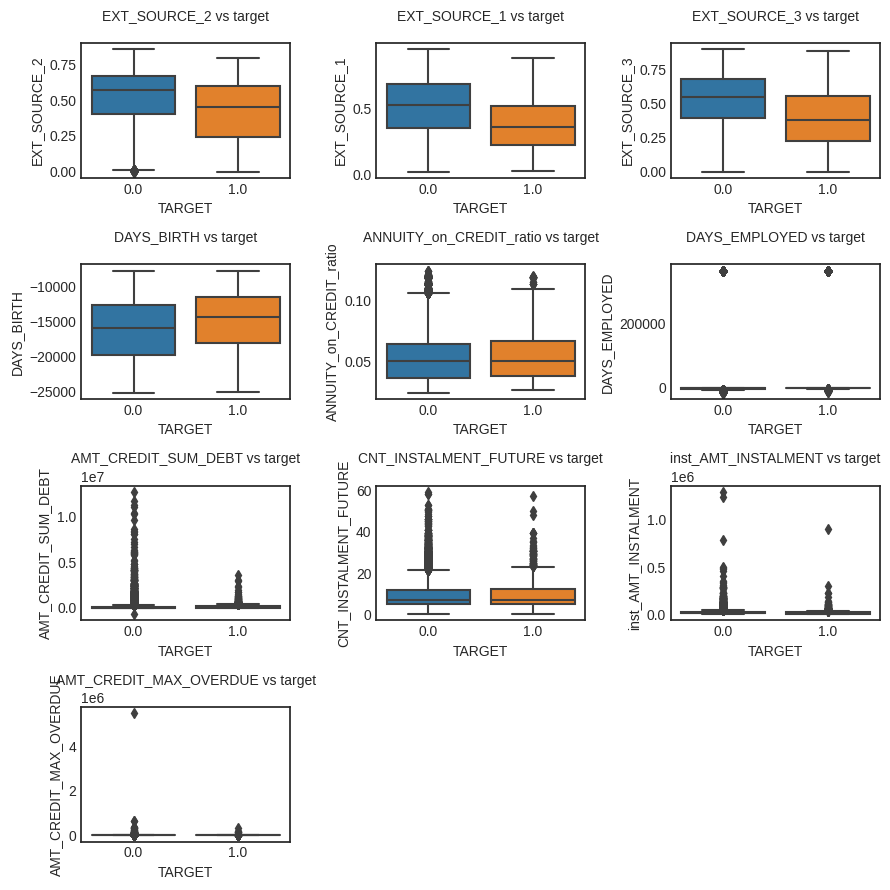 EXT_SOURCE_2 vs target
EXT_SOURCE_2
0.75
0.50
0.25
0.00
0.0 1.0
TARGET
EXT_SOURCE_1 vs target
EXT_SOURCE_1
0.5
0.0
0.0 1.0
TARGET
EXT_SOURCE_3 vs target
EXT_SOURCE_3
0.75
0.50
0.25
0.00
0.0 1.0
TARGET
DAYS_BIRTH vs target
DAYS_BIRTH
−10000
−15000
−20000
−25000
0.0 1.0
TARGET
ANNUITY_on_CREDIT_ratio vs target
ANNUITY_on_CREDIT_ratio
0.10
0.05
0.0 1.0
TARGET
DAYS_EMPLOYED vs target
DAYS_EMPLOYED
200000
0
0.0 1.0
TARGET
AMT_CREDIT_SUM_DEBT vs target
1e7
AMT_CREDIT_SUM_DEBT
1.0
0.5
0.0
0.0 1.0
TARGET
CNT_INSTALMENT_FUTURE vs target
CNT_INSTALMENT_FUTURE
60
40
20
0
0.0 1.0
TARGET
inst_AMT_INSTALMENT vs target
1e6
inst_AMT_INSTALMENT
1.0
0.5
0.0
0.0 1.0
TARGET
AMT_CREDIT_MAX_OVERDUE vs target
1e6
AMT_CREDIT_MAX_OVERDUE
4
2
0
0.0 1.0
TARGET